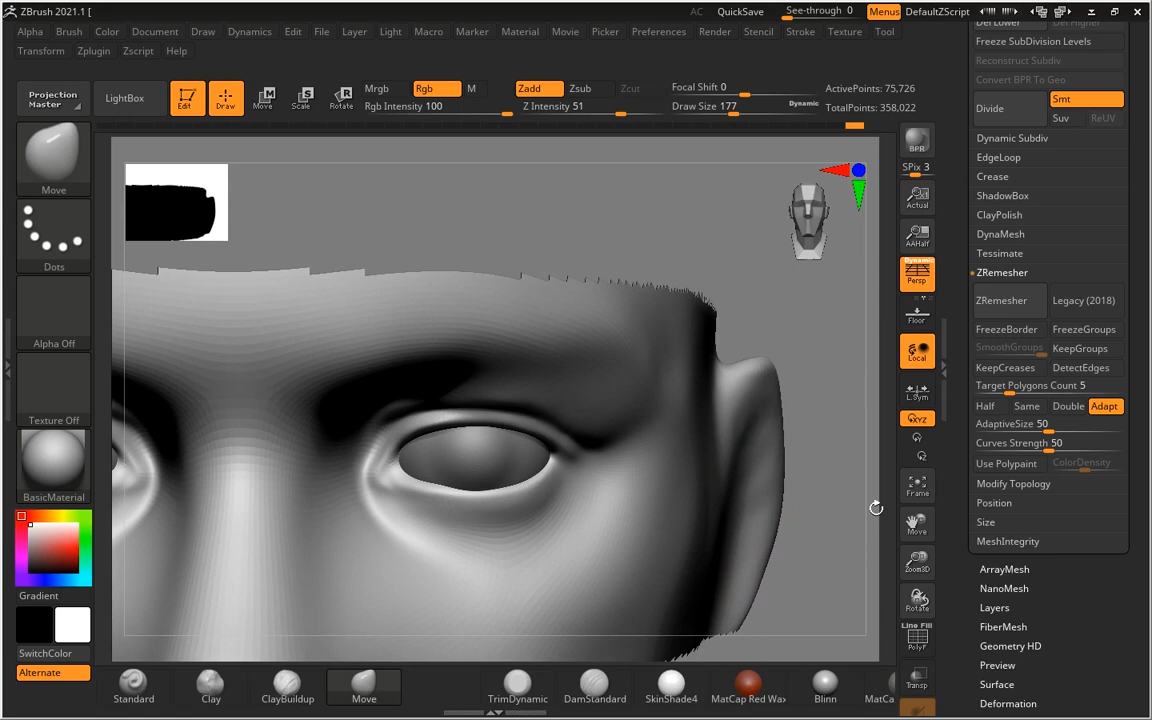 ZBrush 2021.1 [
AC
QuickSave
See-through 0
Menus
DefaultZScript
Alpha
Brush
Color
Document
Draw
Dynamics
Edit
File
Layer
Light
Macro
Marker
Material
Movie
Picker
Preferences
Render
Stencil
Stroke
Texture
Tool
Transform
Zplugin
Zscript
Help
Projection
Master
LightBox
Edit
Draw
Move
Scale
Rotate
Mrgb
Rgb
M
Rgb Intensity 100
Zadd
Zsub
Zcut
Z Intensity 51
Focal Shift 0
Draw Size 177
Dynamic
ActivePoints: 75,726
TotalPoints: 358,022
Move
Dots
Alpha Off
Texture Off
BasicMaterial
Gradient
SwitchColor
Alternate
BPR
SPix 3
Actual
AAHalf
Dynamic
Persp
Floor
Local
L.Sym
XYZ
Frame
Move
Zoom3D
Rotate
Line Fill
PolyF
Transp
Del Lower
Del Higher
Freeze SubDivision Levels
Reconstruct Subdiv
Convert BPR To Geo
Divide
Smt
Suv
ReUV
Dynamic Subdiv
EdgeLoop
Crease
ShadowBox
ClayPolish
DynaMesh
Tessimate
ZRemesher
ZRemesher
Legacy (2018)
FreezeBorder
FreezeGroups
SmoothGroups
KeepGroups
KeepCreases
DetectEdges
Target Polygons Count 5
Half
Same
Double
Adapt
AdaptiveSize 50
Curves Strength 50
Use Polypaint
ColorDensity
Modify Topology
Position
Size
MeshIntegrity
ArrayMesh
NanoMesh
Layers
FiberMesh
Geometry HD
Preview
Surface
Deformation
Standard
Clay
ClayBuildup
Move
TrimDynamic
DamStandard
SkinShade4
MatCap Red Wax
Blinn
MatCa